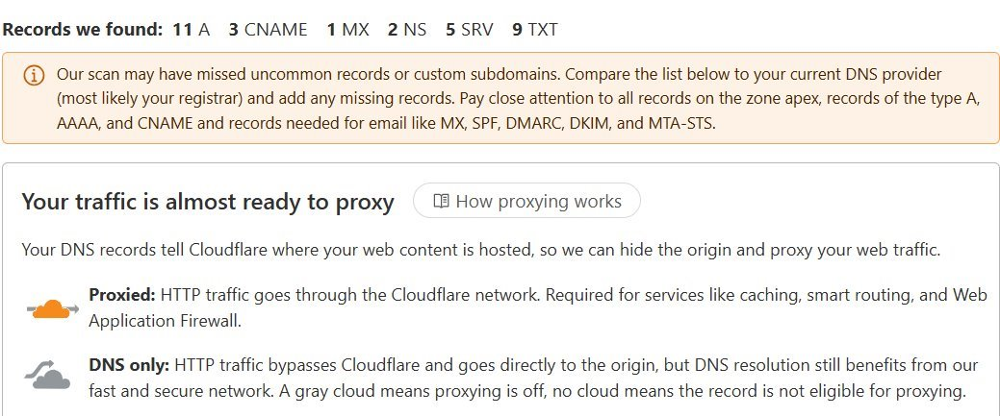 Records we found: 11 A 3 CNAME 1 MX 2 NS 5 SRV 9 TXT
Our scan may have missed uncommon records or custom subdomains. Compare the list below to your current DNS provider
(most likely your registrar) and add any missing records. Pay close attention to all records on the zone apex, records of the type A,
AAAA, and CNAME and records needed for email like MX, SPF, DMARC, DKIM, and MTA-STS.
Your traffic is almost ready to proxy
How proxying works
Your DNS records tell Cloudflare where your web content is hosted, so we can hide the origin and proxy your web traffic.
Proxied: HTTP traffic goes through the Cloudflare network. Required for services like caching, smart routing, and Web
Application Firewall.
DNS only: HTTP traffic bypasses Cloudflare and goes directly to the origin, but DNS resolution still benefits from our
fast and secure network. A gray cloud means proxying is off, no cloud means the record is not eligible for proxying.